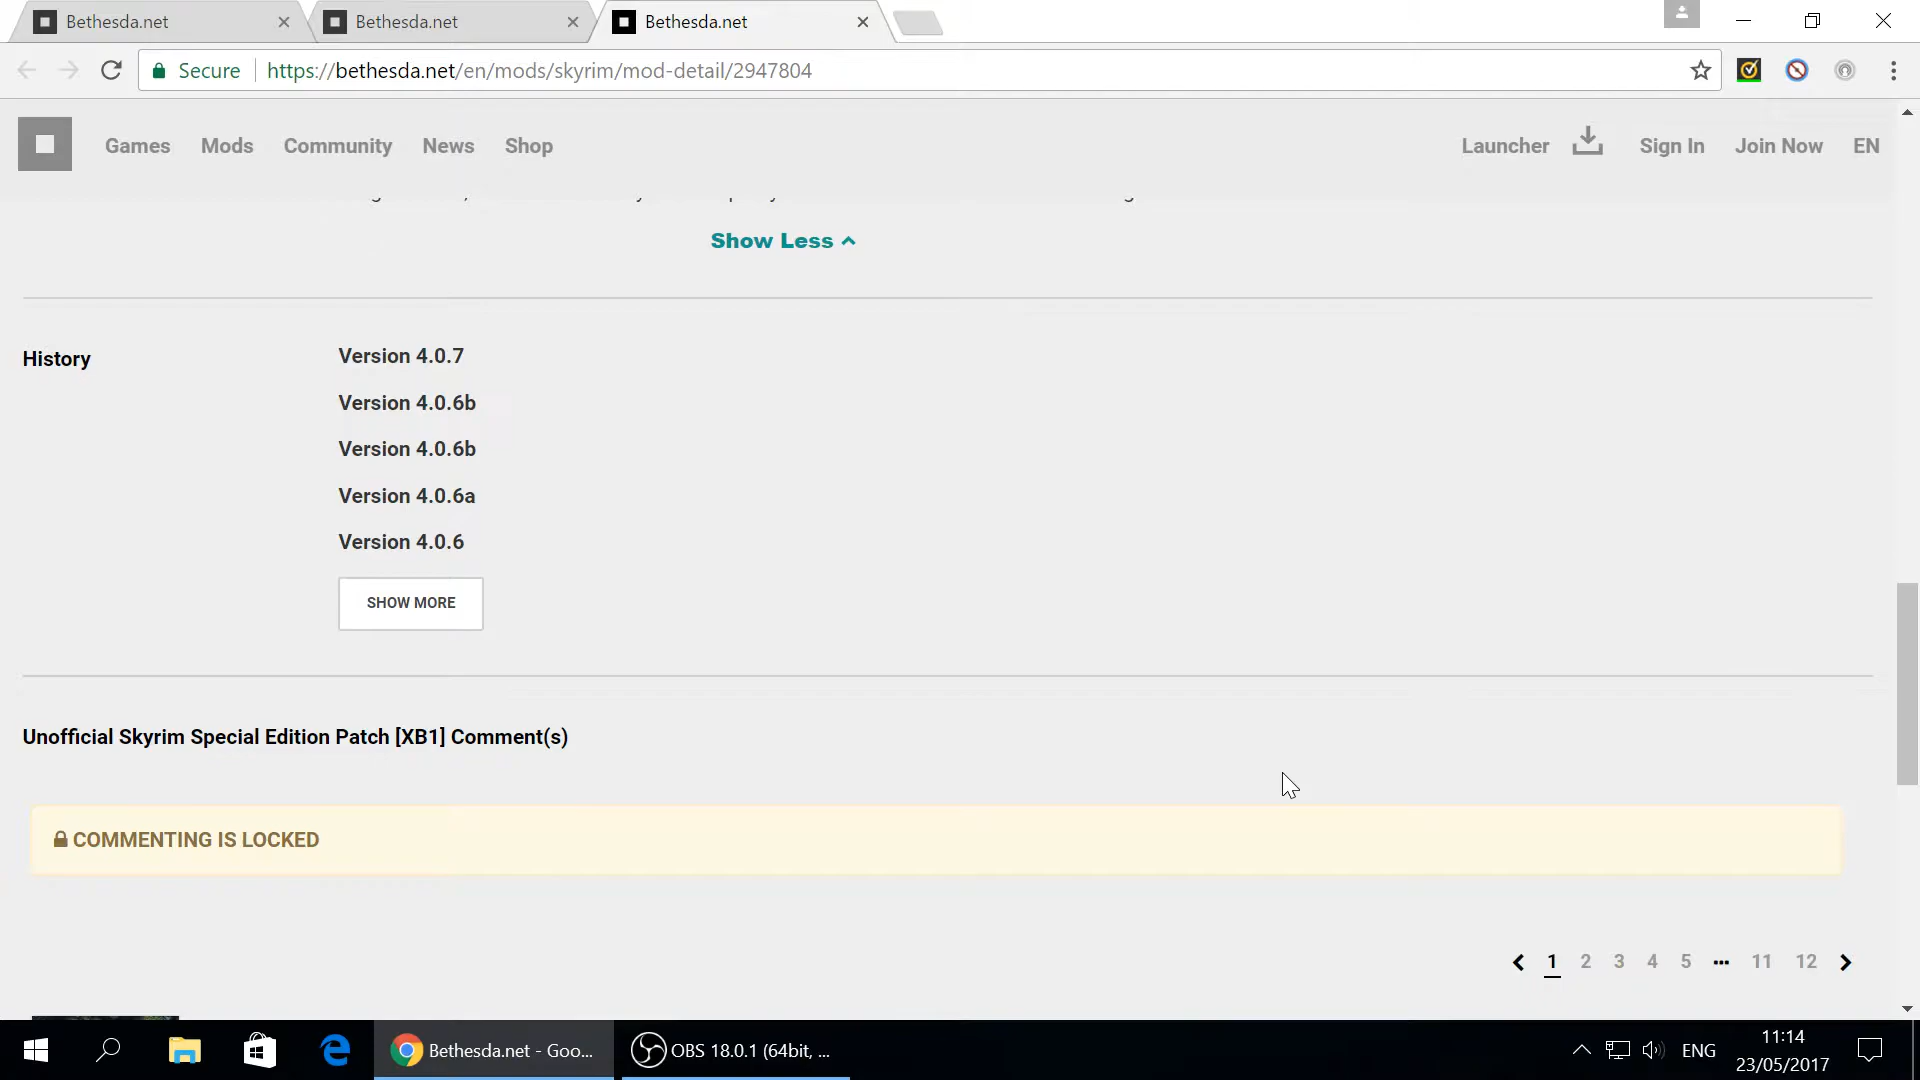 Bethesda.net
Bethesda.net
Bethesda.net
Secure https://bethesda.net/en/mods/skyrim/mod-detail/2947804
Games Mods Community News Shop
Launcher Sign In Join Now EN
Show Less
History
Version 4.0.7
Version 4.0.6b
Version 4.0.6b
Version 4.0.6a
Version 4.0.6
SHOW MORE
Unofficial Skyrim Special Edition Patch [XB1] Comment(s)
COMMENTING IS LOCKED
1 2 3 4 5 ... 11 12
Bethesda.net - Goo...
OBS 18.0.1 (64bit, ...
ENG
11:14
23/05/2017